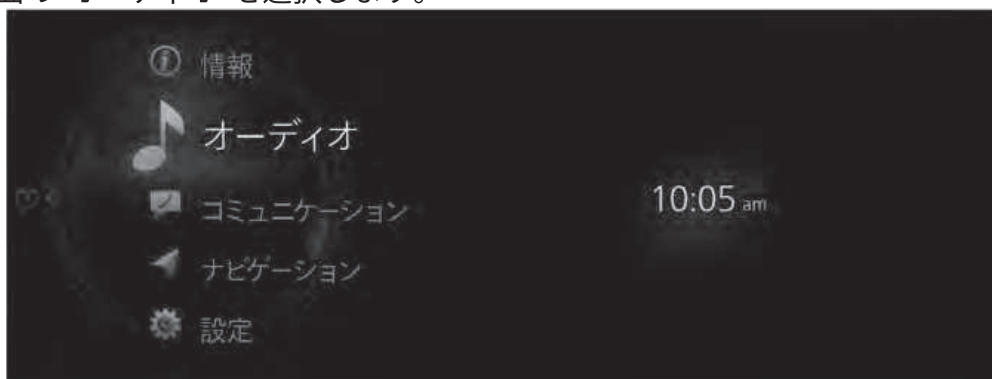 を選択します。
情報
オーディオ
コミュニケーション
ナビゲーション
設定
10:05 am